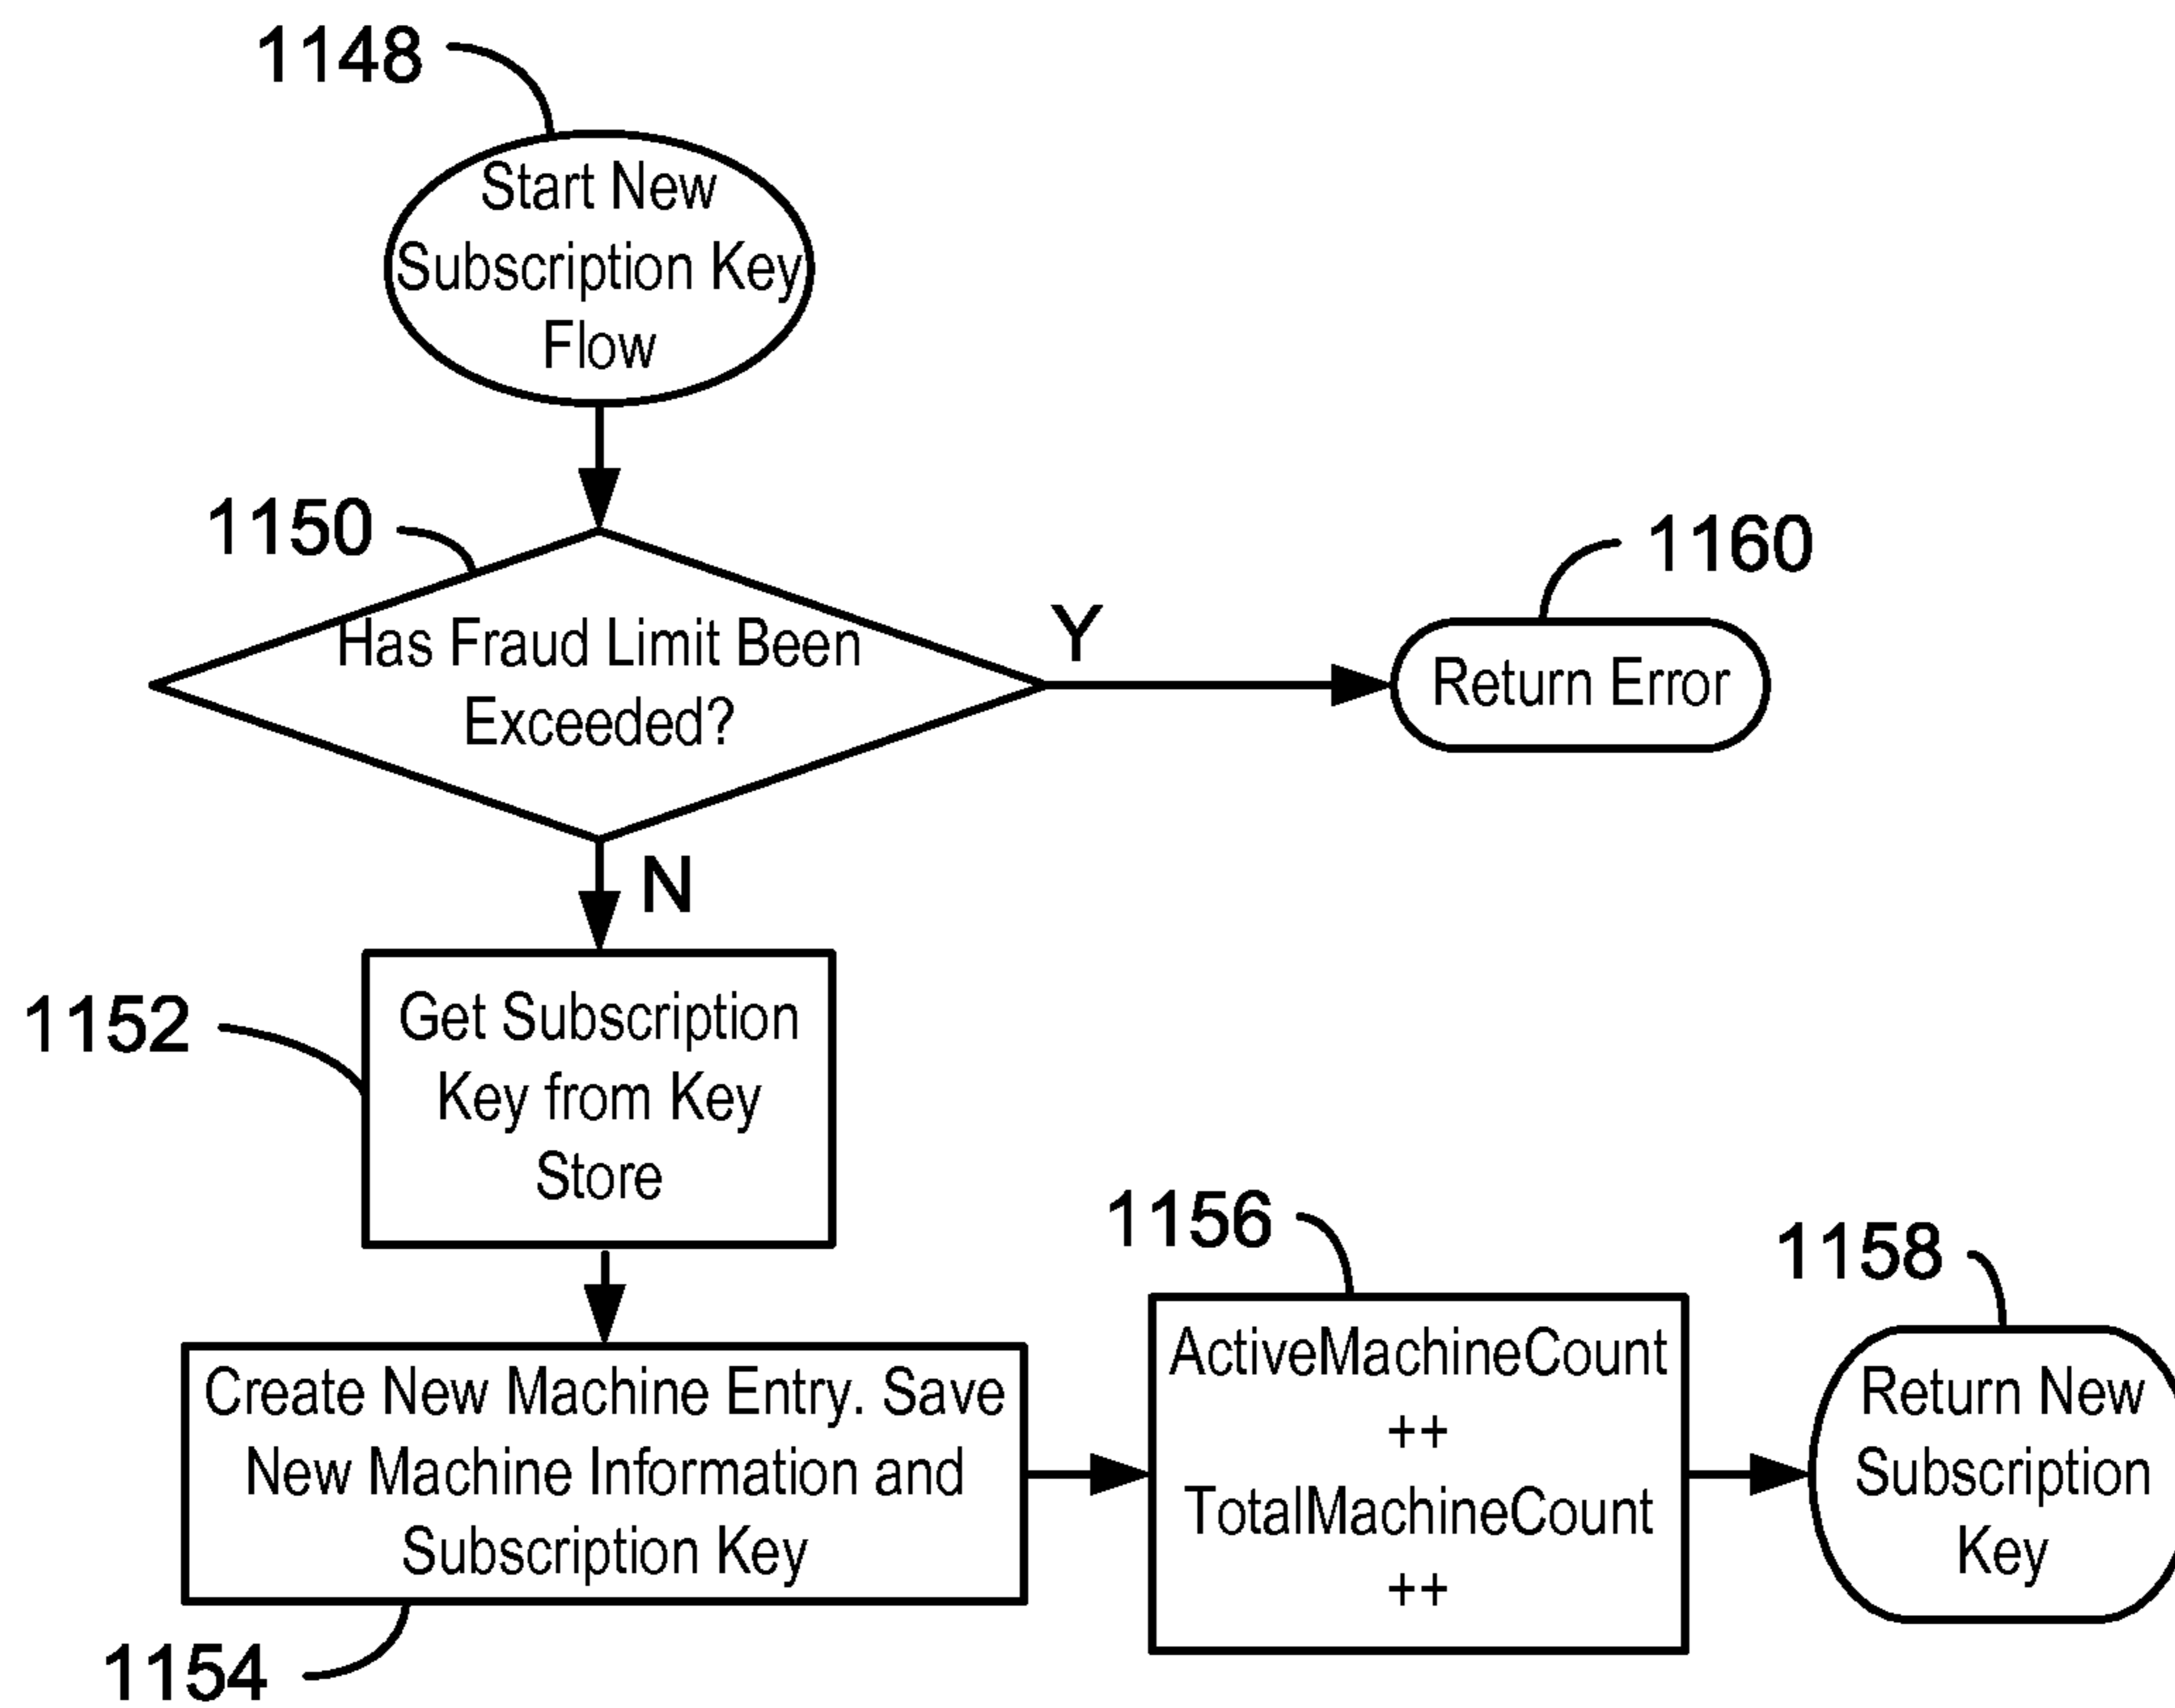 1148
Start New
Subscription Key
Flow
1150
Has Fraud Limit Been
Exceeded?
Y
1160
Return Error
N
1152
Get Subscription
Key from Key
Store
1154
Create New Machine Entry. Save
New Machine Information and
Subscription Key
1156
ActiveMachineCount
++
TotalMachineCount
++
1158
Return New
Subscription
Key